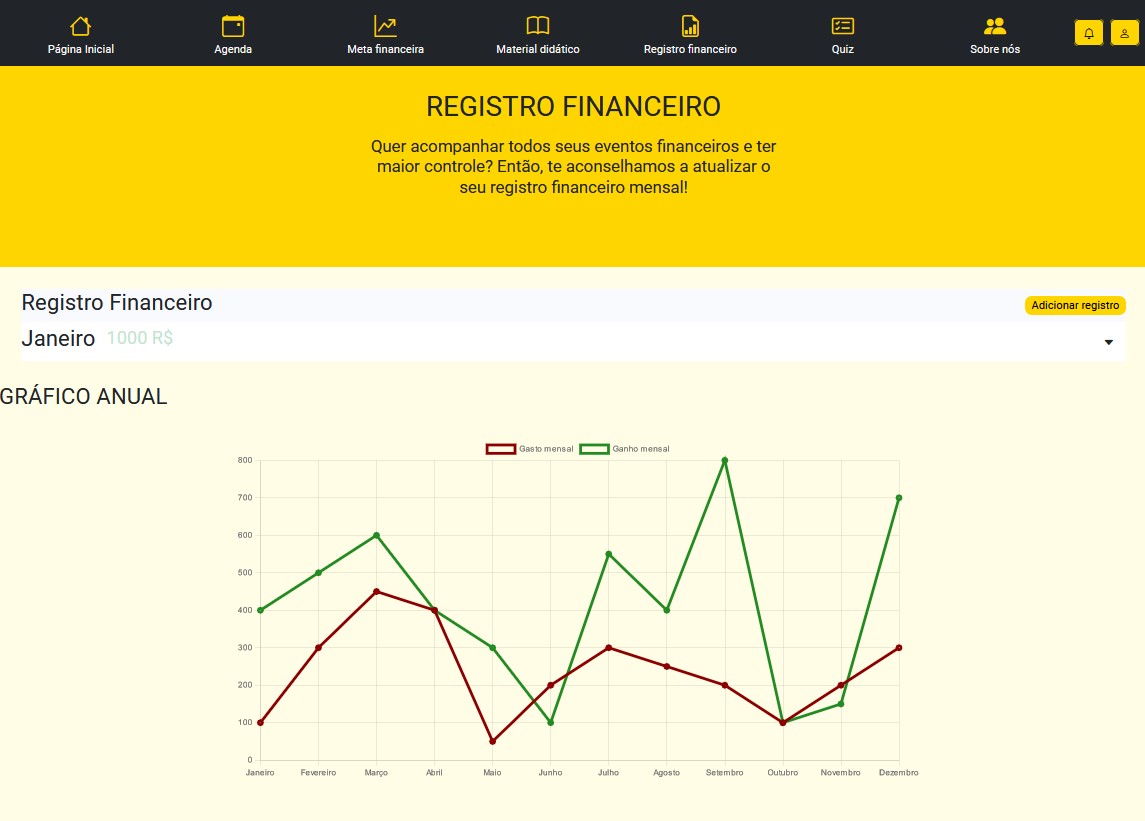 Página Inicial
Agenda
Meta financeira
Material didático
Registro financeiro
Quiz
Sobre nós
REGISTRO FINANCEIRO
Quer acompanhar todos seus eventos financeiros e ter
maior controle? Então, te aconselhamos a atualizar o
seu registro financeiro mensal!
Registro Financeiro
Adicionar registro
Janeiro 1000 R$
GRÁFICO ANUAL
Gasto mensal
Ganho mensal
800
700
600
500
400
300
200
100
0
Janeiro
Fevereiro
Março
Abril
Maio
Junho
Julho
Agosto
Setembro
Outubro
Novembro
Dezembro